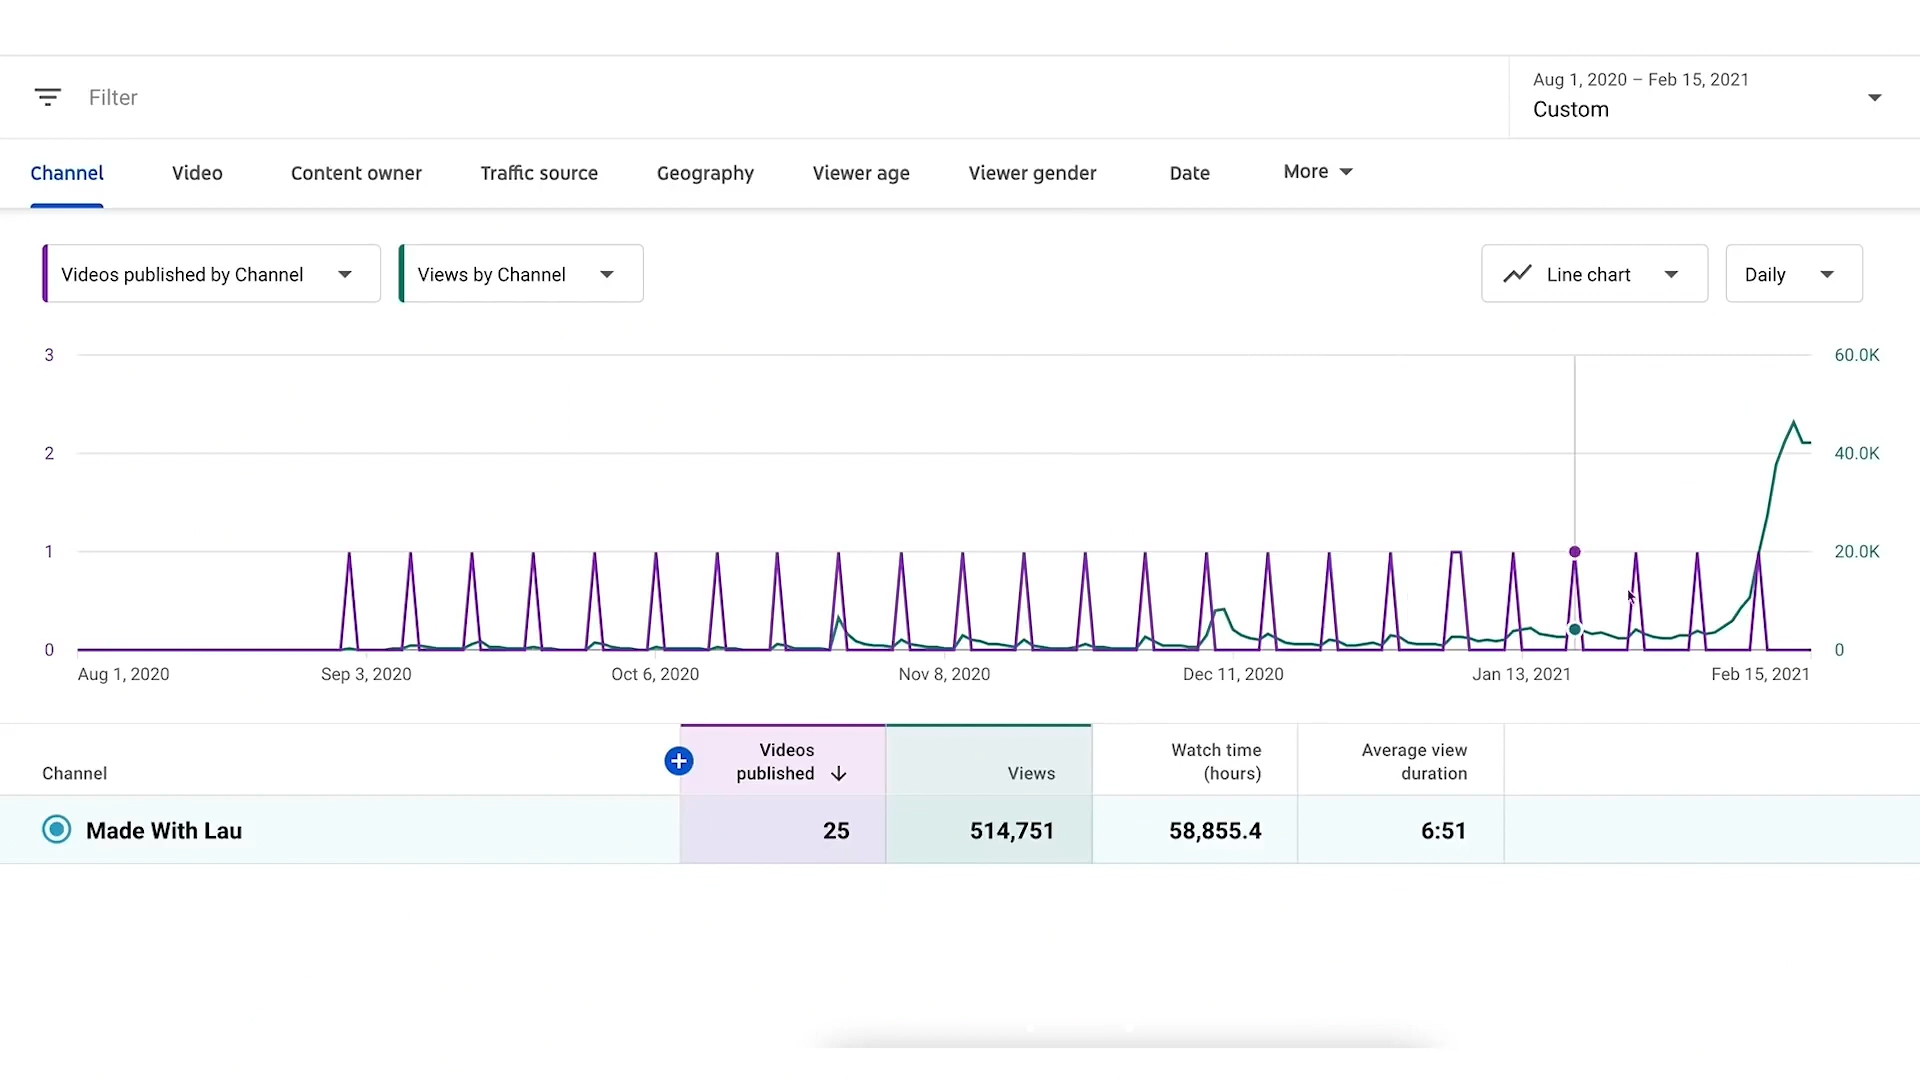 Filter
Aug 1, 2020 – Feb 15, 2021
Custom
Channel Video Content owner Traffic source Geography Viewer age Viewer gender Date More
Videos published by Channel Views by Channel Line chart Daily
3 60.0K
2 40.0K
1 20.0K
0 0
Aug 1, 2020 Sep 3, 2020 Oct 6, 2020 Nov 8, 2020 Dec 11, 2020 Jan 13, 2021 Feb 15, 2021
Channel
Videos
published
Views
Watch time
(hours)
Average view
duration
Made With Lau 25 514,751 58,855.4 6:51